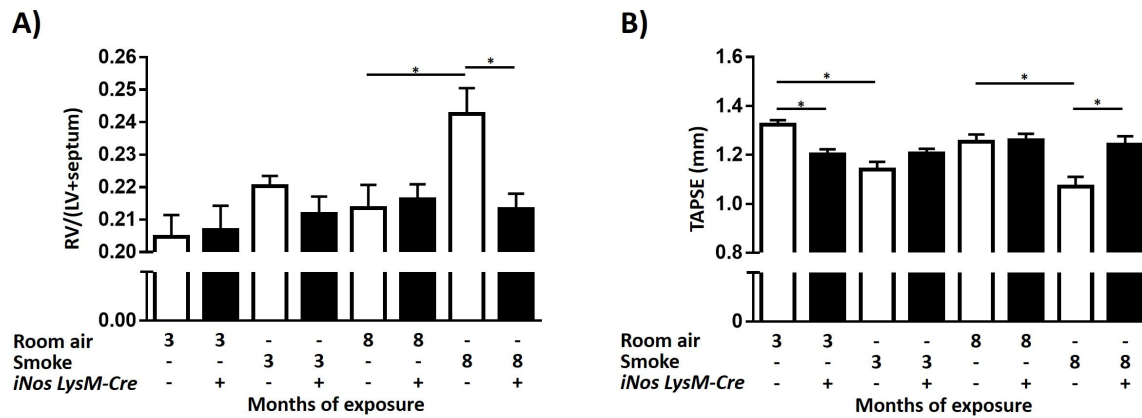 A)
0.26
0.25
0.24
0.22
0.21
0.20
0.00
RV/(LV+septum)
* *
Room air 3 3 - - 8 8 - -
Smoke - - 3 3 - - 8 8
iNos LysM-Cre - + - + - + - +
Months of exposure
B)
1.6
1.4
1.2
1.0
0.8
0
TAPSE (mm)
* *
* *
Room air 3 3 - - 8 8 - -
Smoke - - 3 3 - - 8 8
iNos LysM-Cre - + - + - + - +
Months of exposure